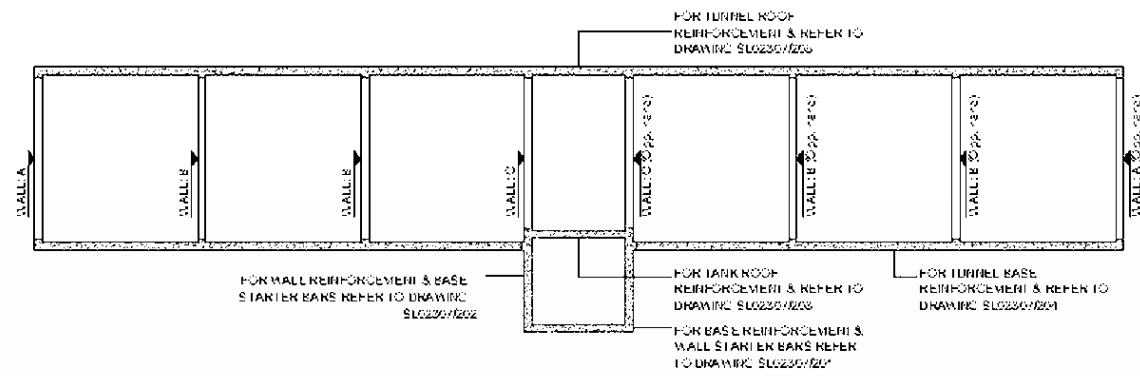 FOR TUNNEL ROOF
REINFORCEMENT & REFER TO
DRAWING SL02307/205
WALL: A
WALL: B
WALL: B
WALL: C
WALL: C (Opp. hand)
WALL: B (Opp. hand)
WALL: B (Opp. hand)
WALL: A (Opp. hand)
FOR WALL REINFORCEMENT & BASE
STARTER BARS REFER TO DRAWING
SL02307/202
FOR TANK ROOF
REINFORCEMENT & REFER TO
DRAWING SL02307/203
FOR TUNNEL BASE
REINFORCEMENT & REFER TO
DRAWING SL02307/204
FOR BASE REINFORCEMENT &
WALL STARTER BARS REFER
TO DRAWING SL02307/201